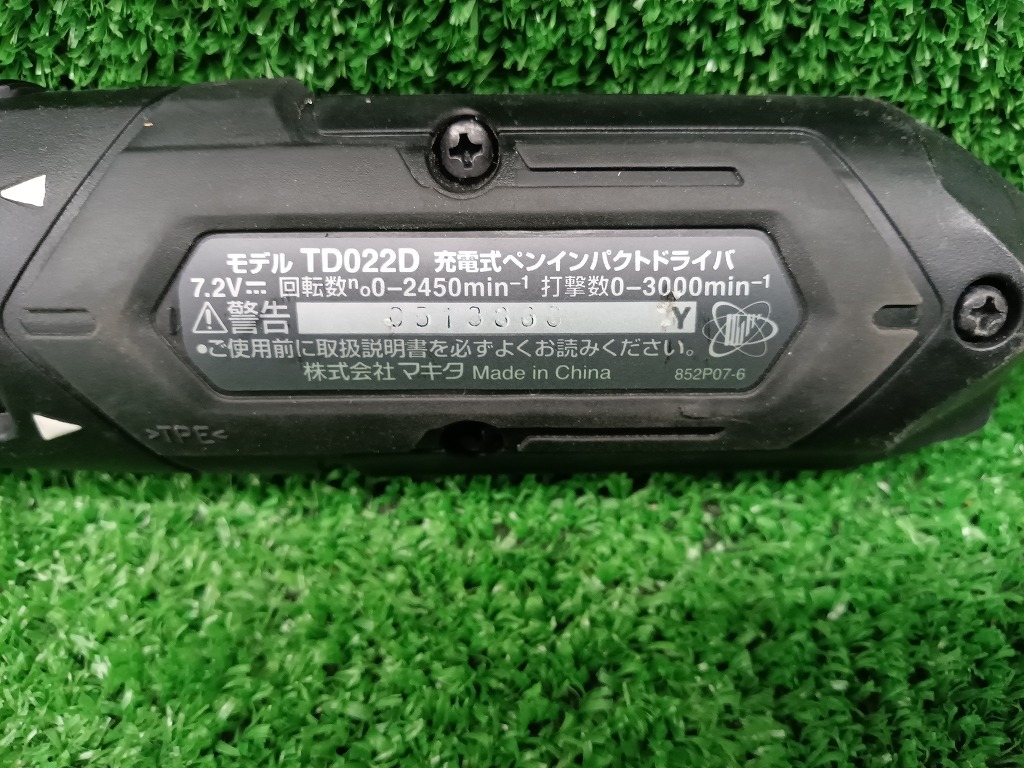 モデル TD022D 充電式ペンインパクトドライバ
7.2V⎓ 回転数n₀0-2450min⁻¹ 打撃数0-3000min⁻¹
⚠警告 Y
●ご使用前に取扱説明書を必ずよくお読みください。
株式会社マキタ Made in China 852P07-6
>TPE<